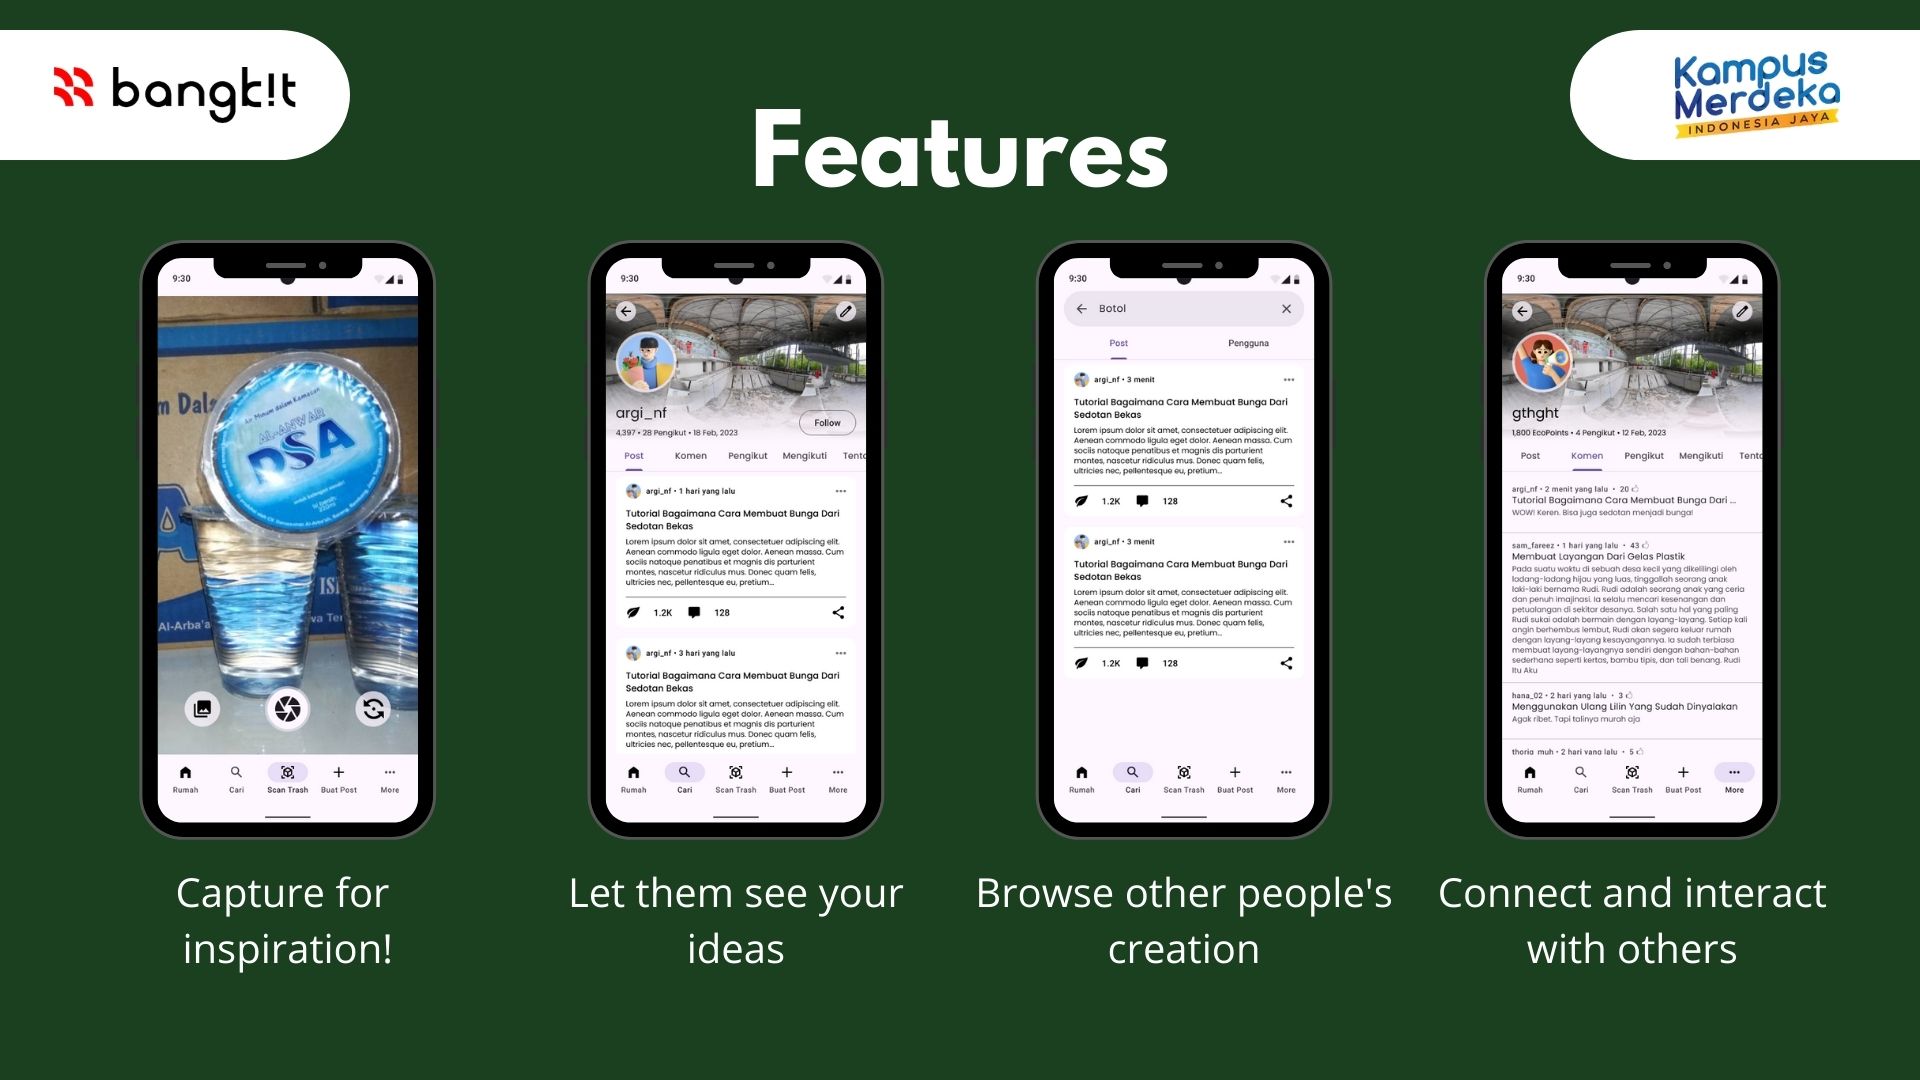 bangk!t
Kampus
Merdeka
INDONESIA JAYA
Features
9:30
m Dala
Air Minum dalam Kemasan
AL-ANWAR
DSA
Al-Arba'a
Rumah
Cari
Scan Trash
Buat Post
More
Capture for
inspiration!
9:30
argi_nf
Follow
4,397 • 28 Pengikut • 18 Feb, 2023
Post
Komen
Pengikut
Mengikuti
Tenta
argi_nf • 1 hari yang lalu
Tutorial Bagaimana Cara Membuat Bunga Dari
Sedotan Bekas
Lorem ipsum dolor sit amet, consectetuer adipiscing elit.
Aenean commodo ligula eget dolor. Aenean massa. Cum
sociis natoque penatibus et magnis dis parturient
montes, nascetur ridiculus mus. Donec quam felis,
ultricies nec, pellentesque eu, pretium...
1.2K
128
argi_nf • 3 hari yang lalu
Tutorial Bagaimana Cara Membuat Bunga Dari
Sedotan Bekas
Lorem ipsum dolor sit amet, consectetuer adipiscing elit.
Aenean commodo ligula eget dolor. Aenean massa. Cum
sociis natoque penatibus et magnis dis parturient
montes, nascetur ridiculus mus. Donec quam felis,
ultricies nec, pellentesque eu, pretium...
Rumah
Cari
Scan Trash
Buat Post
More
Let them see your
ideas
9:30
Botol
Post
Pengguna
argi_nf • 3 menit
Tutorial Bagaimana Cara Membuat Bunga Dari
Sedotan Bekas
Lorem ipsum dolor sit amet, consectetuer adipiscing elit.
Aenean commodo ligula eget dolor. Aenean massa. Cum
sociis natoque penatibus et magnis dis parturient
montes, nascetur ridiculus mus. Donec quam felis,
ultricies nec, pellentesque eu, pretium...
1.2K
128
argi_nf • 3 menit
Tutorial Bagaimana Cara Membuat Bunga Dari
Sedotan Bekas
Lorem ipsum dolor sit amet, consectetuer adipiscing elit.
Aenean commodo ligula eget dolor. Aenean massa. Cum
sociis natoque penatibus et magnis dis parturient
montes, nascetur ridiculus mus. Donec quam felis,
ultricies nec, pellentesque eu, pretium...
1.2K
128
Rumah
Cari
Scan Trash
Buat Post
More
Browse other people's
creation
9:30
gthght
1,800 EcoPoints • 4 Pengikut • 12 Feb, 2023
Post
Komen
Pengikut
Mengikuti
Tenta
argi_nf • 2 menit yang lalu • 20
Tutorial Bagaimana Cara Membuat Bunga Dari ...
WOW! Keren. Bisa juga sedotan menjadi bunga!
sam_fareez • 1 hari yang lalu • 43
Membuat Layangan Dari Gelas Plastik
Pada suatu waktu di sebuah desa kecil yang dikelilingi oleh
ladang-ladang hijau yang luas, tinggallah seorang anak
laki-laki bernama Rudi. Rudi adalah seorang anak yang ceria
dan penuh imajinasi. Ia selalu mencari kesenangan dan
petualangan di sekitar desanya. Salah satu hal yang paling
Rudi sukai adalah bermain dengan layang-layang. Setiap kali
angin berhembus lembut, Rudi akan segera keluar rumah
dengan layang-layang kesayangannya. Ia sudah terbiasa
membuat layang-layangnya sendiri dengan bahan-bahan
sederhana seperti kertas, bambu tipis, dan tali benang. Rudi
Itu Aku
hana_02 • 2 hari yang lalu • 3
Menggunakan Ulang Lilin Yang Sudah Dinyalakan
Agak ribet. Tapi talinya murah aja
thoriq_muh • 2 hari yang lalu • 5
Rumah
Cari
Scan Trash
Buat Post
More
Connect and interact
with others